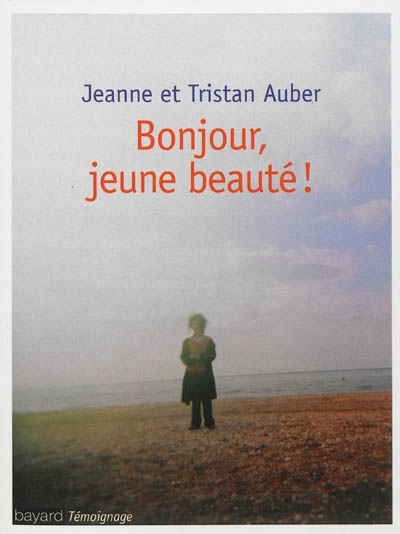 Jeanne et Tristan Auber
Bonjour,
jeune beauté !
bayard Témoignage